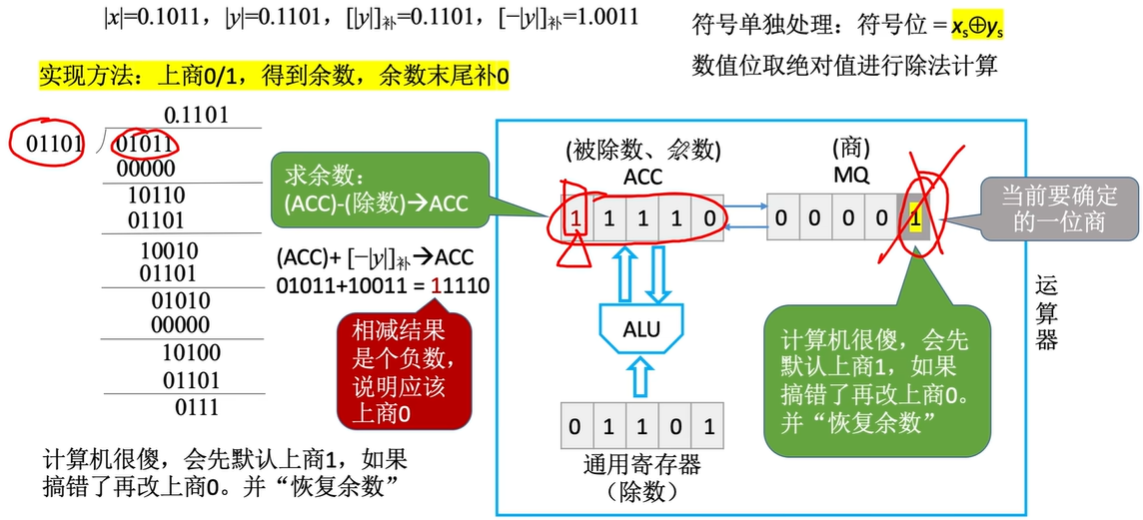 |x|=0.1011，|y|=0.1101，[|y|]补=0.1101，[−|y|]补=1.0011
符号单独处理：符号位 = xs⊕ys
数值位取绝对值进行除法计算
实现方法：上商0/1，得到余数，余数末尾补0
0.1101
01101 01011
00000
10110
01101
10010
01101
01010
00000
10100
01101
0111
求余数：
(ACC)-(除数)→ACC
(ACC)+ [−|y|]补→ACC
01011+10011 = 11110
相减结果
是个负数，
说明应该
上商0
计算机很傻，会先默认上商1，如果
搞错了再改上商0。并“恢复余数”
(被除数、余数)
ACC
1 1 1 1 0
(商)
MQ
0 0 0 0 1
ALU
0 1 1 0 1
通用寄存器
（除数）
当前要确定
的一位商
计算机很傻，会先
默认上商1，如果
搞错了再改上商0。
并“恢复余数”
运
算
器